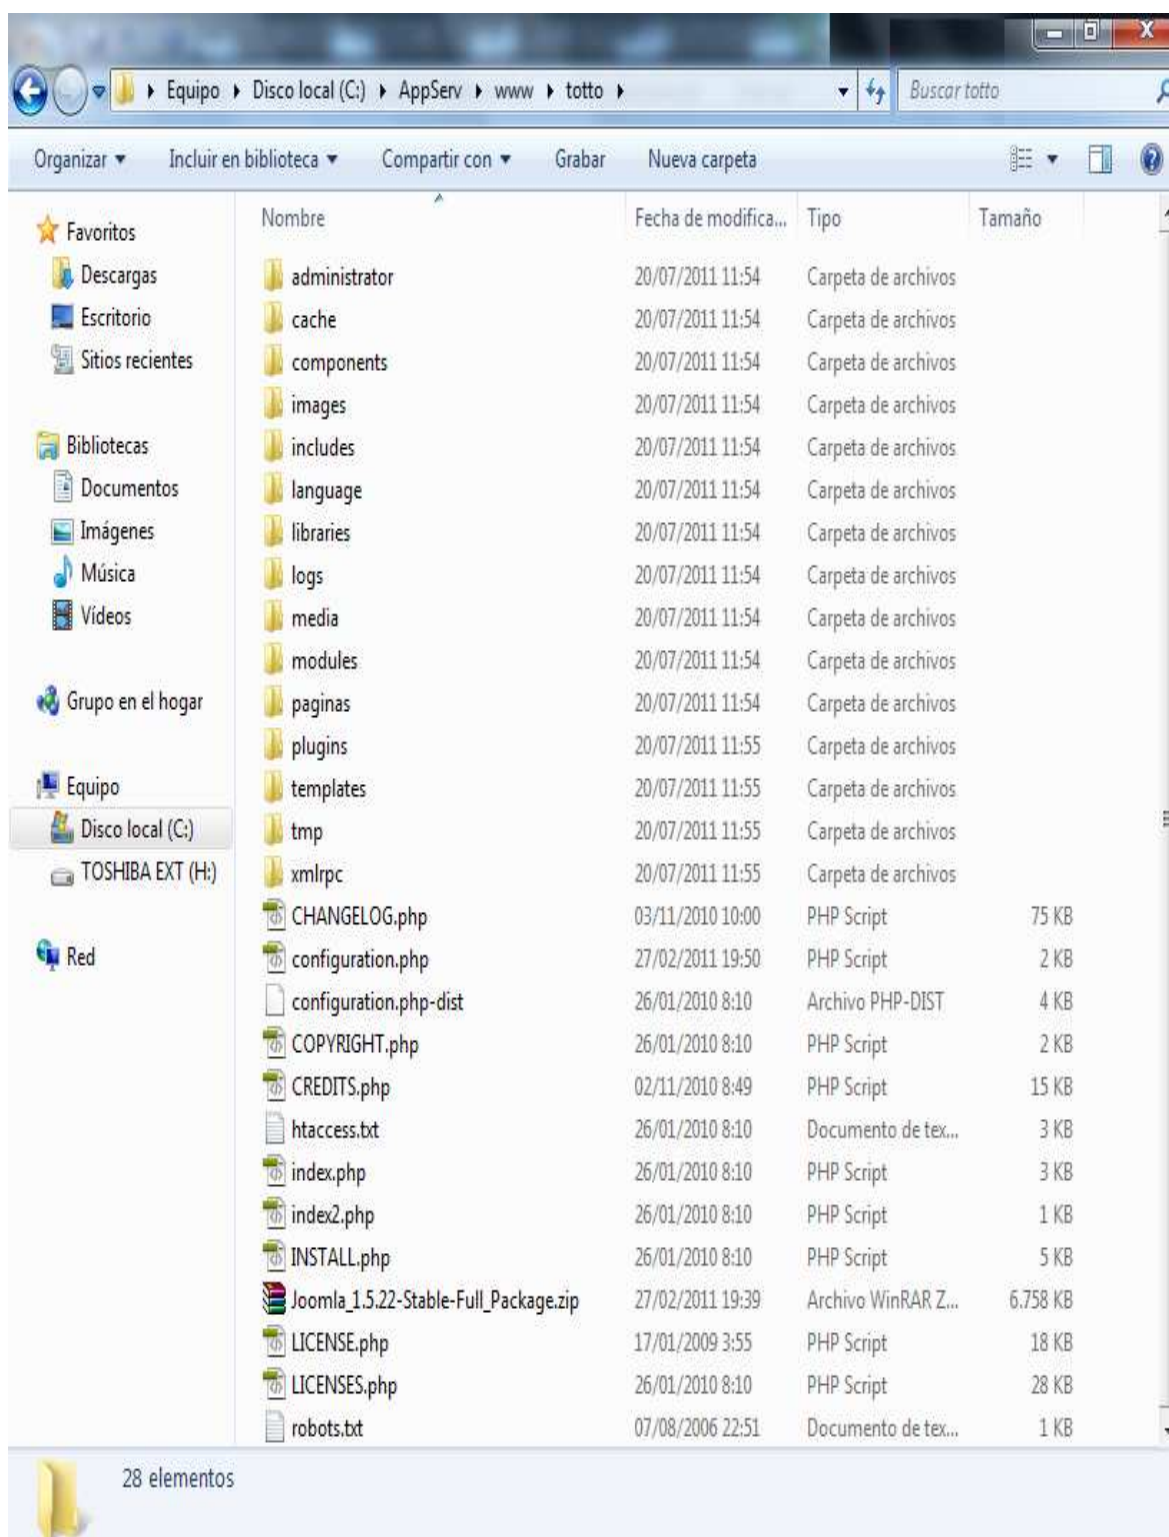 Equipo Disco local (C:) AppServ www totto
Buscar totto
Organizar Incluir en biblioteca Compartir con Grabar Nueva carpeta
Favoritos
Descargas
Escritorio
Sitios recientes
Bibliotecas
Documentos
Imágenes
Música
Vídeos
Grupo en el hogar
Equipo
Disco local (C:)
TOSHIBA EXT (H:)
Red
Nombre Fecha de modifica... Tipo Tamaño
administrator 20/07/2011 11:54 Carpeta de archivos
cache 20/07/2011 11:54 Carpeta de archivos
components 20/07/2011 11:54 Carpeta de archivos
images 20/07/2011 11:54 Carpeta de archivos
includes 20/07/2011 11:54 Carpeta de archivos
language 20/07/2011 11:54 Carpeta de archivos
libraries 20/07/2011 11:54 Carpeta de archivos
logs 20/07/2011 11:54 Carpeta de archivos
media 20/07/2011 11:54 Carpeta de archivos
modules 20/07/2011 11:54 Carpeta de archivos
paginas 20/07/2011 11:54 Carpeta de archivos
plugins 20/07/2011 11:55 Carpeta de archivos
templates 20/07/2011 11:55 Carpeta de archivos
tmp 20/07/2011 11:55 Carpeta de archivos
xmlrpc 20/07/2011 11:55 Carpeta de archivos
CHANGELOG.php 03/11/2010 10:00 PHP Script 75 KB
configuration.php 27/02/2011 19:50 PHP Script 2 KB
configuration.php-dist 26/01/2010 8:10 Archivo PHP-DIST 4 KB
COPYRIGHT.php 26/01/2010 8:10 PHP Script 2 KB
CREDITS.php 02/11/2010 8:49 PHP Script 15 KB
htaccess.txt 26/01/2010 8:10 Documento de tex... 3 KB
index.php 26/01/2010 8:10 PHP Script 3 KB
index2.php 26/01/2010 8:10 PHP Script 1 KB
INSTALL.php 26/01/2010 8:10 PHP Script 5 KB
Joomla_1.5.22-Stable-Full_Package.zip 27/02/2011 19:39 Archivo WinRAR Z... 6.758 KB
LICENSE.php 17/01/2009 3:55 PHP Script 18 KB
LICENSES.php 26/01/2010 8:10 PHP Script 28 KB
robots.txt 07/08/2006 22:51 Documento de tex... 1 KB
28 elementos